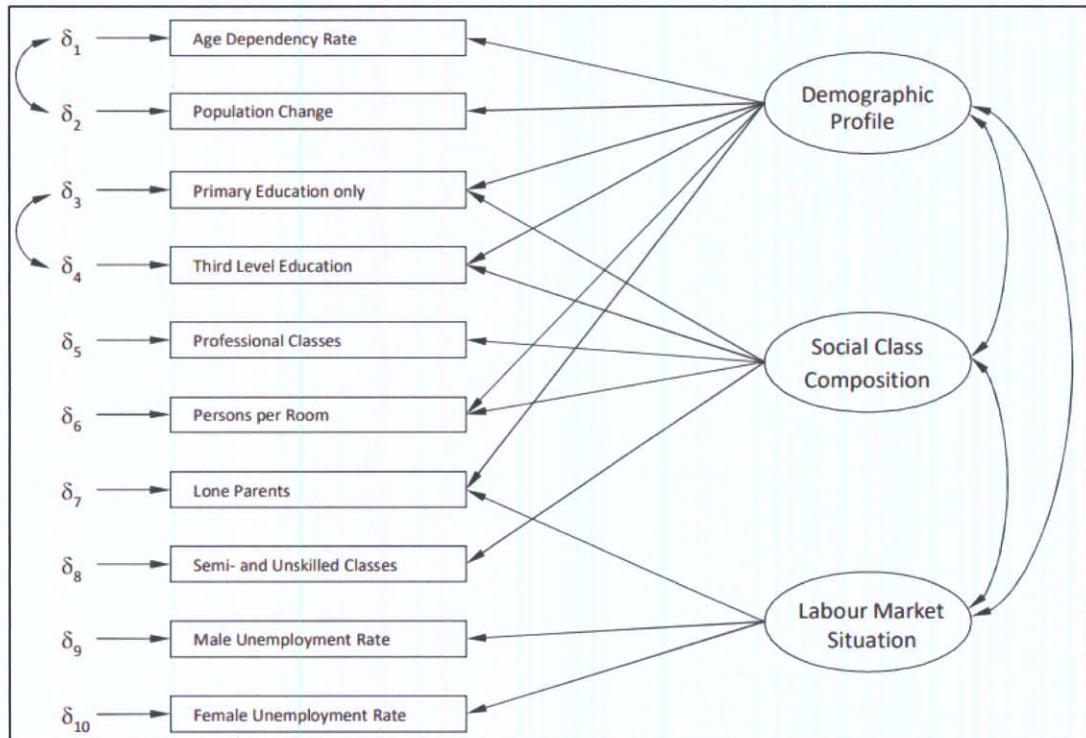 δ1
Age Dependency Rate
δ2
Population Change
δ3
Primary Education only
δ4
Third Level Education
δ5
Professional Classes
δ6
Persons per Room
δ7
Lone Parents
δ8
Semi- and Unskilled Classes
δ9
Male Unemployment Rate
δ10
Female Unemployment Rate
Demographic
Profile
Social Class
Composition
Labour Market
Situation